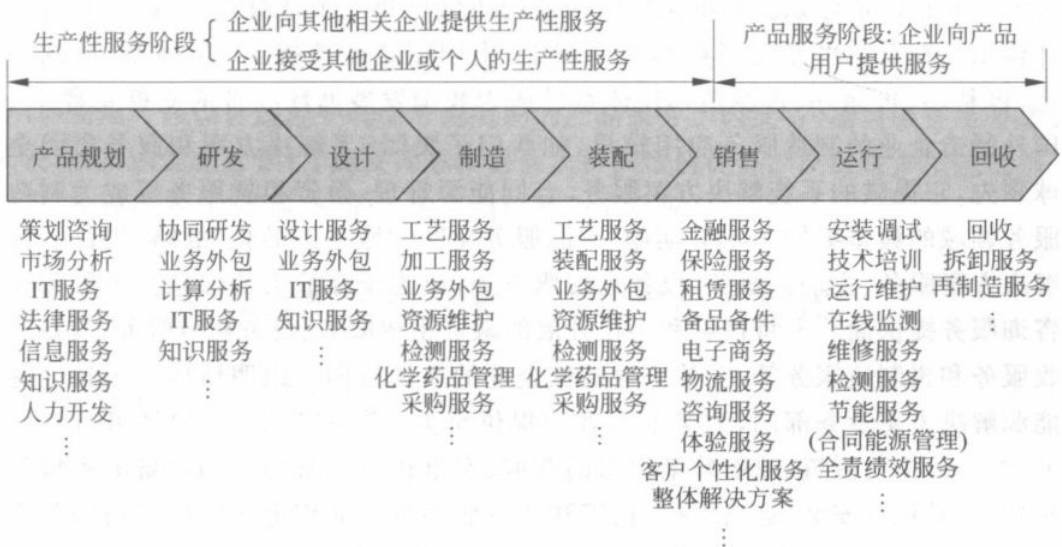 生产性服务阶段
企业向其他相关企业提供生产性服务
企业接受其他企业或个人的生产性服务
产品服务阶段: 企业向产品
用户提供服务
产品规划
研发
设计
制造
装配
销售
运行
回收
策划咨询
市场分析
IT服务
法律服务
信息服务
知识服务
人力开发
⋮
协同研发
业务外包
计算分析
IT服务
知识服务
⋮
设计服务
业务外包
IT服务
知识服务
⋮
工艺服务
加工服务
业务外包
资源维护
检测服务
化学药品管理
采购服务
⋮
工艺服务
装配服务
业务外包
资源维护
检测服务
化学药品管理
采购服务
⋮
金融服务
保险服务
租赁服务
备品备件
电子商务
物流服务
咨询服务
体验服务
客户个性化服务
整体解决方案
⋮
安装调试
技术培训
运行维护
在线监测
维修服务
检测服务
节能服务
(合同能源管理)
全责绩效服务
⋮
回收
拆卸服务
再制造服务
⋮